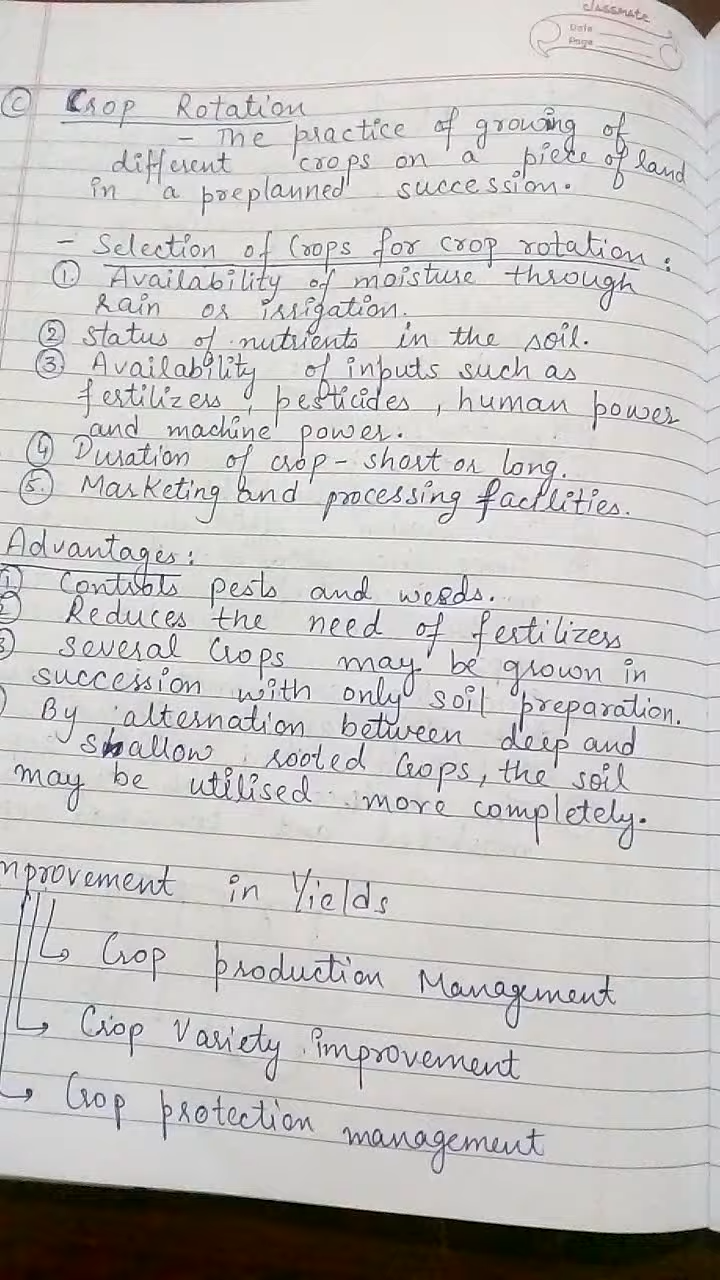 classmate
Date
Page
Ⓒ Crop Rotation
- The practice of growing of
different crops on a piece of land
in a preplanned succession.
- Selection of Crops for crop rotation :
① Availability of moisture through
Rain or irrigation.
② Status of nutrients in the soil.
③ Availability of inputs such as
fertilizers, pesticides, human power
and machine power.
④ Duration of crop - short or long.
⑤ Marketing and processing facilities.
Advantages :
① Controls pests and weeds.
② Reduces the need of fertilizers
③ Several Crops may be grown in
succession with only soil preparation.
) By alternation between deep and
shallow rooted Crops, the soil
may be utilised more completely.
mprovement in Yields
↳ Crop production Management
↳ Crop Variety improvement
↳ Crop protection management